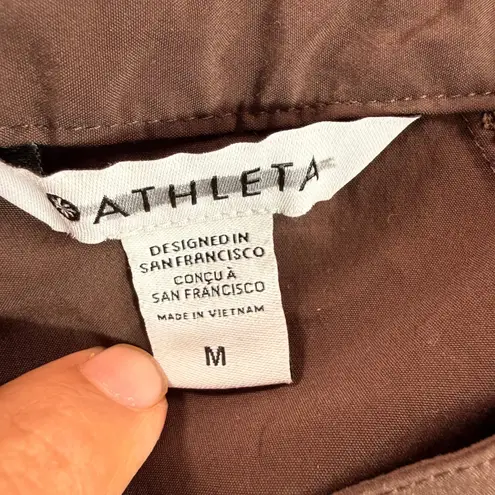 ATHLETA
DESIGNED IN
SAN FRANCISCO
CONÇU À
SAN FRANCISCO
MADE IN VIETNAM
M